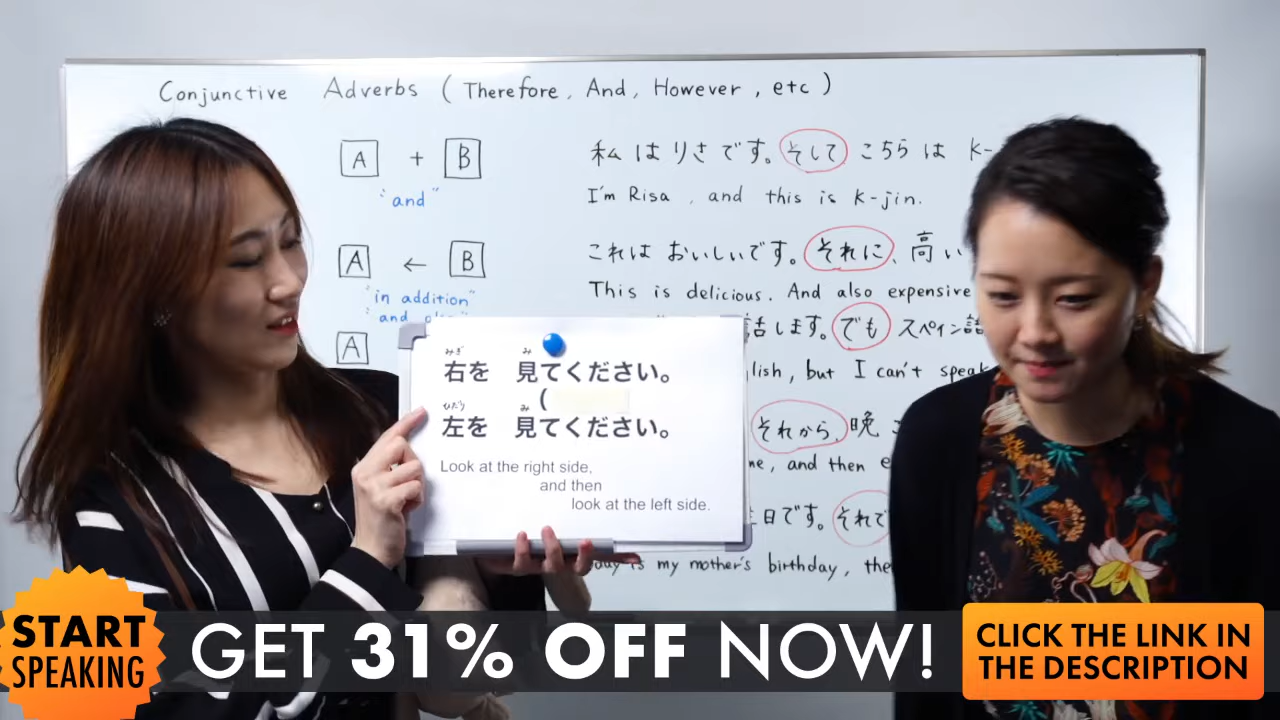 Conjunctive Adverbs ( Therefore, And, However, etc )
A + B
"and"
私はりさです。そして こちらは K-
I'm Risa, and this is K-jin.
A ← B
"in addition"
"and also"
これは おいしいです。それに、高い
This is delicious. And also expensive
A
話します。でも スペイン語
lish, but I can't speak
それから、晩
me, and then
日です。それで
is my mother's birthday, the
みぎ み
右を 見てください。
(
ひだり み
左を 見てください。
Look at the right side,
and then
look at the left side.
START
SPEAKING
GET 31% OFF NOW!
CLICK THE LINK IN
THE DESCRIPTION